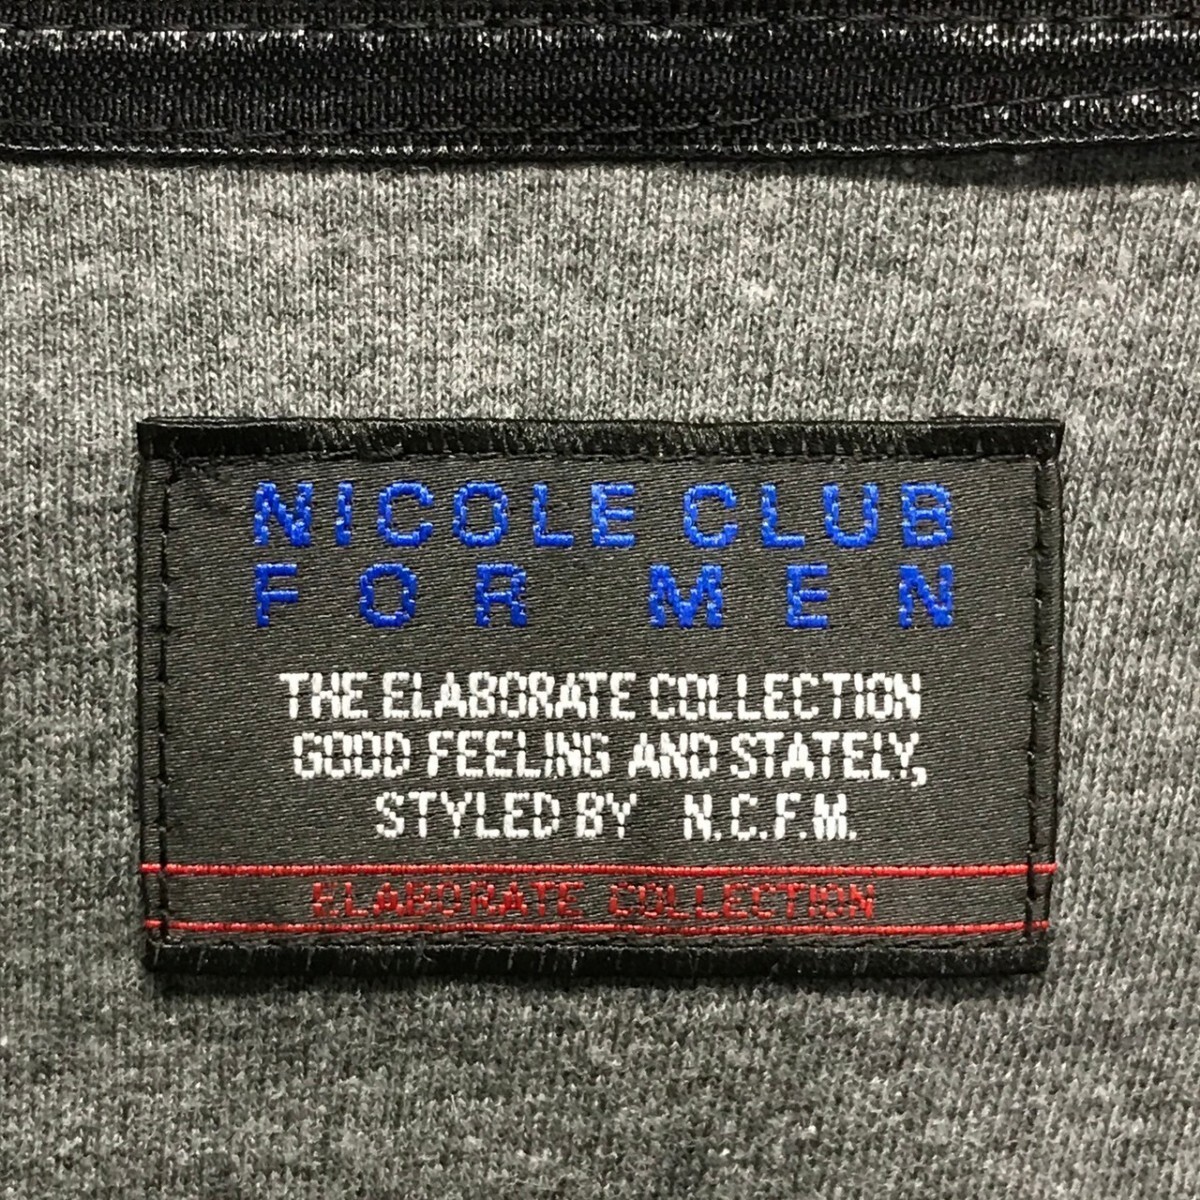 NICOLE CLUB
FOR MEN
THE ELABORATE COLLECTION
GOOD FEELING AND STATELY,
STYLED BY N.C.F.M.
ELABORATE COLLECTION